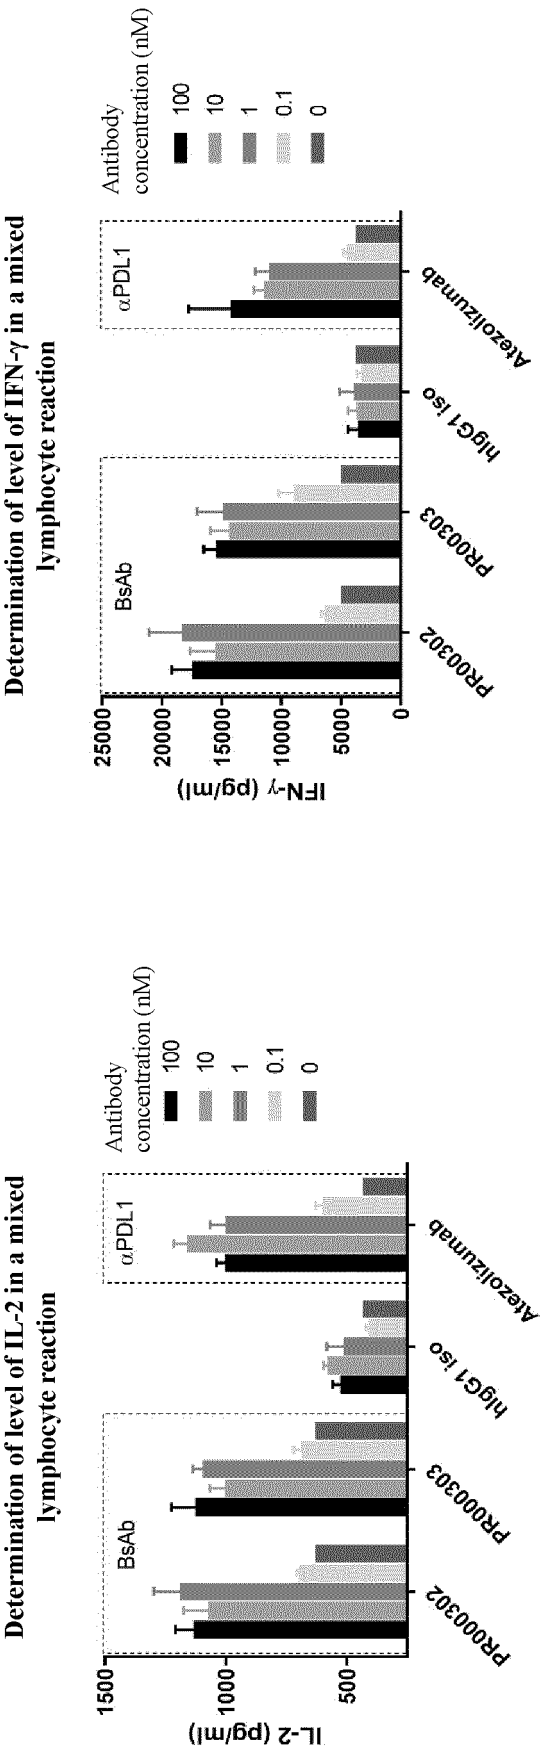 Determination of level of IL-2 in a mixed
lymphocyte reaction
IL-2 (pg/ml)
1500
1000
500
BsAb
αPDL1
PR000302
PR000303
hIgG1 iso
Atezolizumab
Antibody
concentration (nM)
100
10
1
0.1
0
Determination of level of IFN-γ in a mixed
lymphocyte reaction
IFN-γ (pg/ml)
25000
20000
15000
10000
5000
0
BsAb
αPDL1
PR00302
PR00303
hIgG1 iso
Atezolizumab
Antibody
concentration (nM)
100
10
1
0.1
0